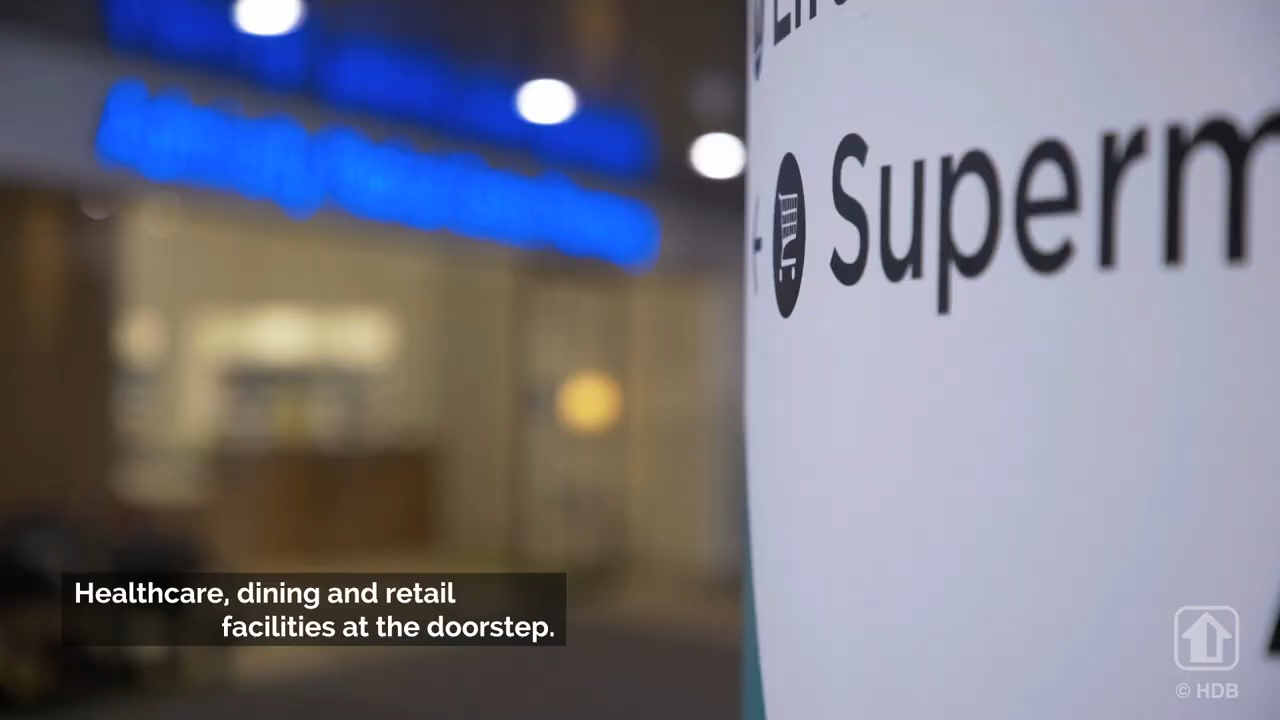 Superm
Healthcare, dining and retail
facilities at the doorstep.
© HDB